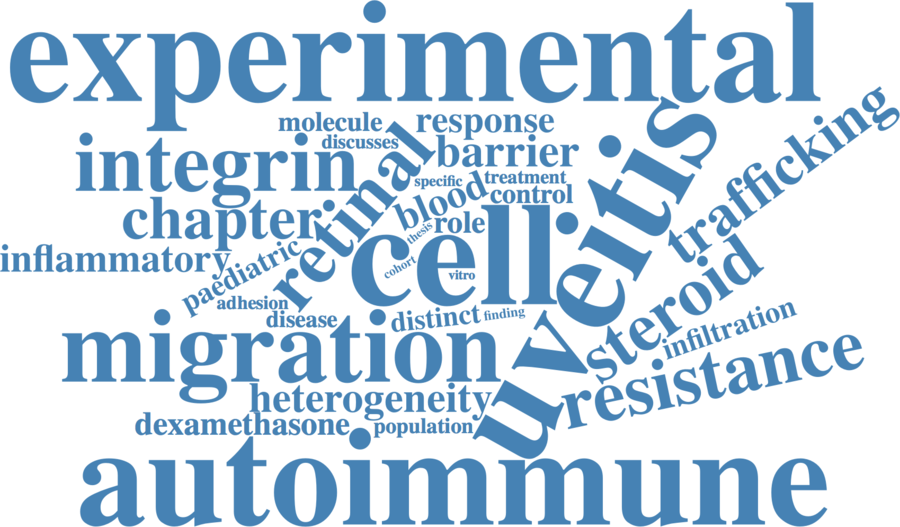 experimental
molecule
response
discusses
integrin
barrier
retinal
uveitis
trafficking
specific
treatment
blood
control
chapter
role
thesis
cell
inflammatory
paediatric
cohort
vitro
adhesion
steroid
disease
distinct
finding
infiltration
migration
resistance
heterogeneity
dexamethasone
population
autoimmune